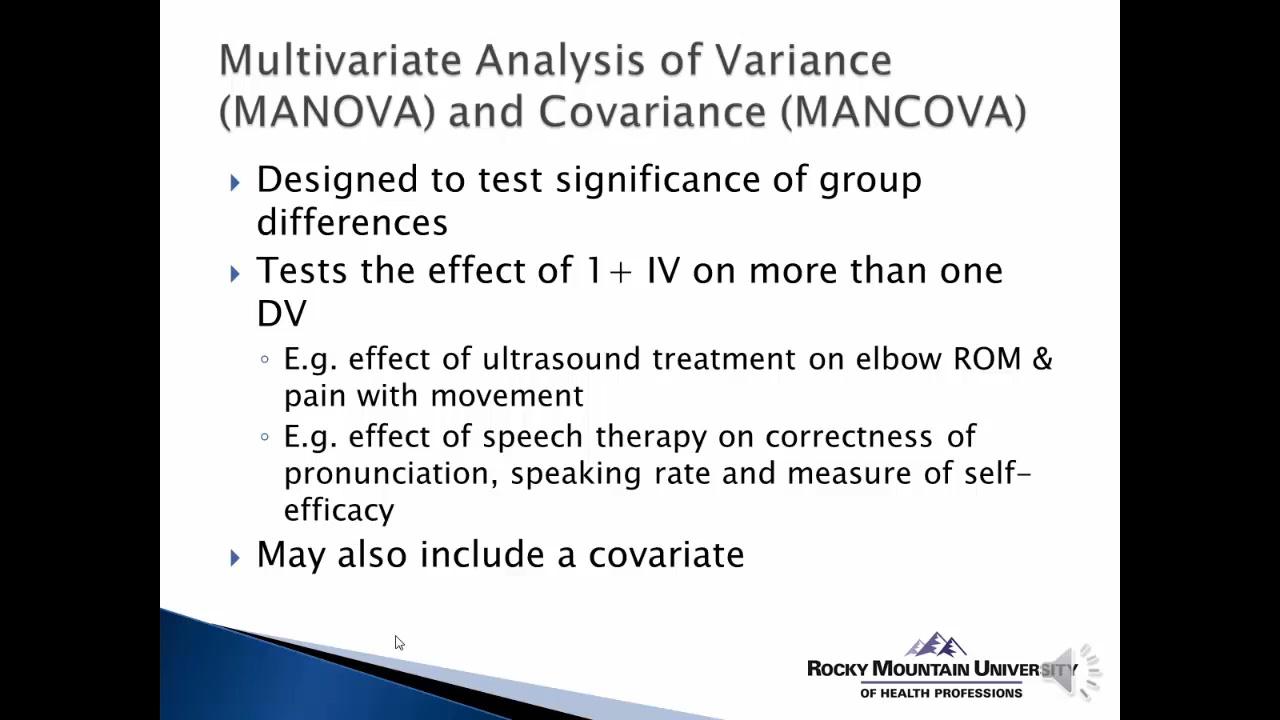 Multivariate Analysis of Variance
(MANOVA) and Covariance (MANCOVA)
Designed to test significance of group
differences
Tests the effect of 1+ IV on more than one
DV
E.g. effect of ultrasound treatment on elbow ROM &
pain with movement
E.g. effect of speech therapy on correctness of
pronunciation, speaking rate and measure of self-
efficacy
May also include a covariate
ROCKY MOUNTAIN UNIVERSITY
OF HEALTH PROFESSIONS